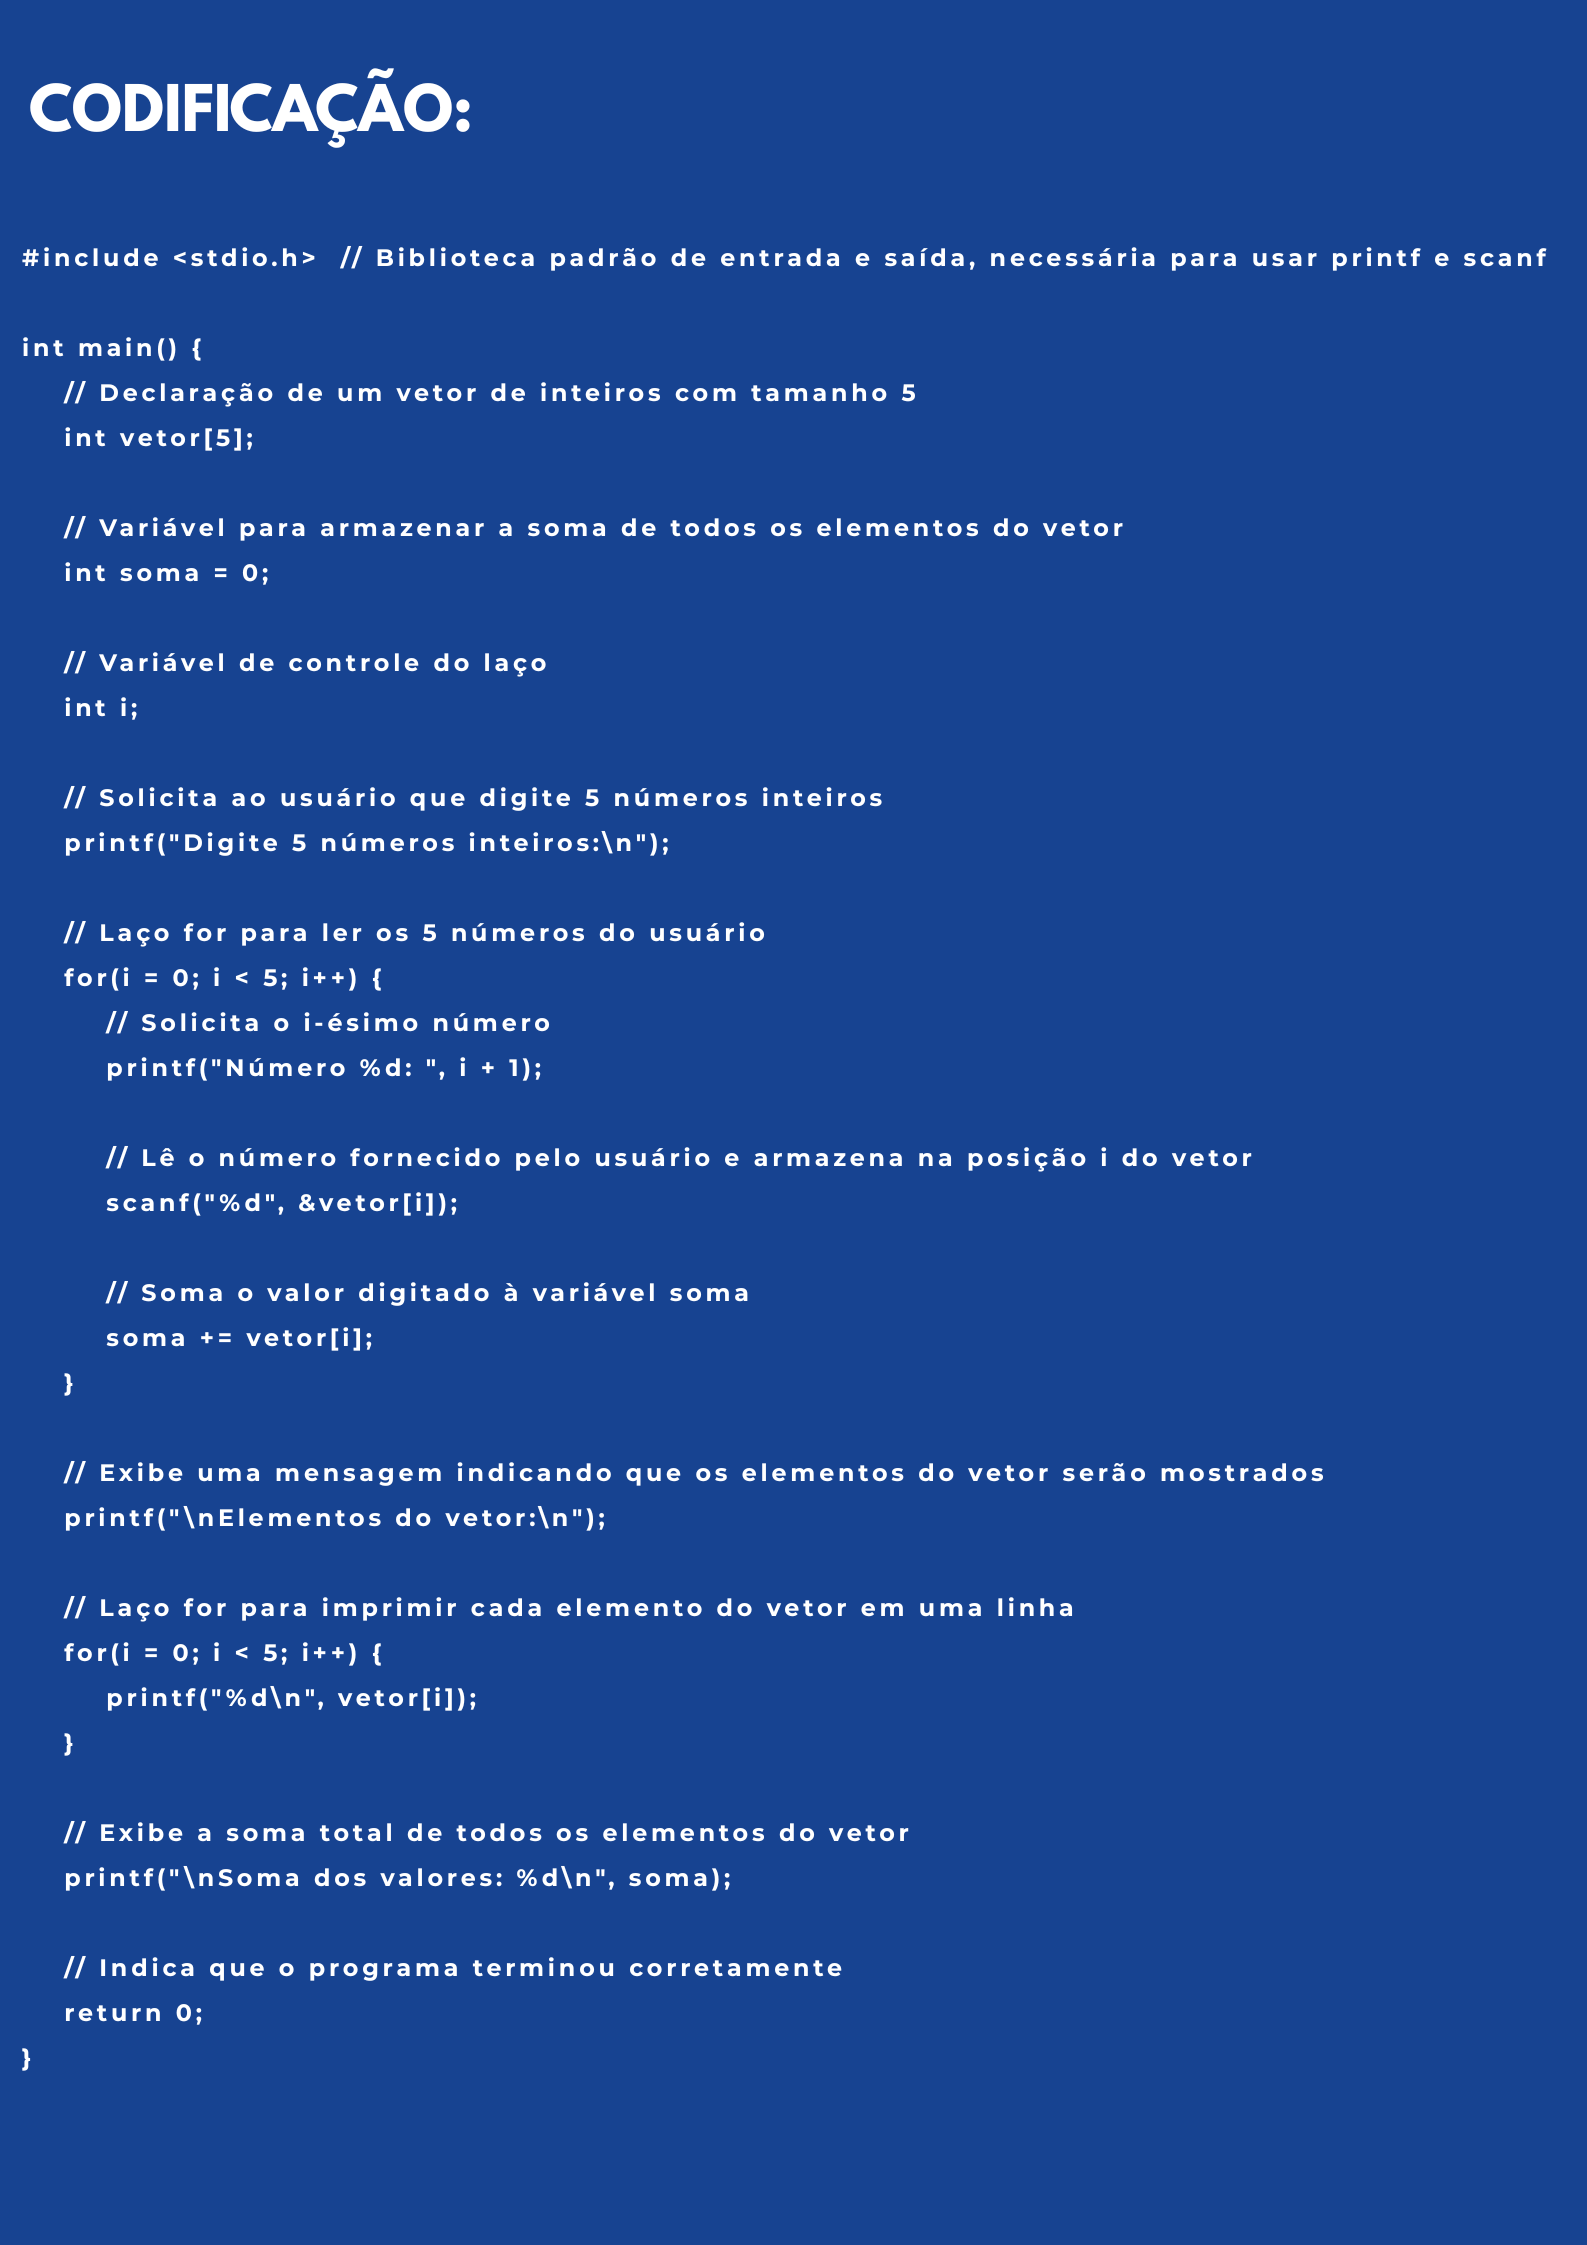 CODIFICAÇÃO:
#include <stdio.h>  // Biblioteca padrão de entrada e saída, necessária para usar printf e scanf
int main() {
// Declaração de um vetor de inteiros com tamanho 5
int vetor[5];
// Variável para armazenar a soma de todos os elementos do vetor
int soma = 0;
// Variável de controle do laço
int i;
// Solicita ao usuário que digite 5 números inteiros
printf("Digite 5 números inteiros:\n");
// Laço for para ler os 5 números do usuário
for(i = 0; i < 5; i++) {
// Solicita o i-ésimo número
printf("Número %d: ", i + 1);
// Lê o número fornecido pelo usuário e armazena na posição i do vetor
scanf("%d", &vetor[i]);
// Soma o valor digitado à variável soma
soma += vetor[i];
}
// Exibe uma mensagem indicando que os elementos do vetor serão mostrados
printf("\nElementos do vetor:\n");
// Laço for para imprimir cada elemento do vetor em uma linha
for(i = 0; i < 5; i++) {
printf("%d\n", vetor[i]);
}
// Exibe a soma total de todos os elementos do vetor
printf("\nSoma dos valores: %d\n", soma);
// Indica que o programa terminou corretamente
return 0;
}